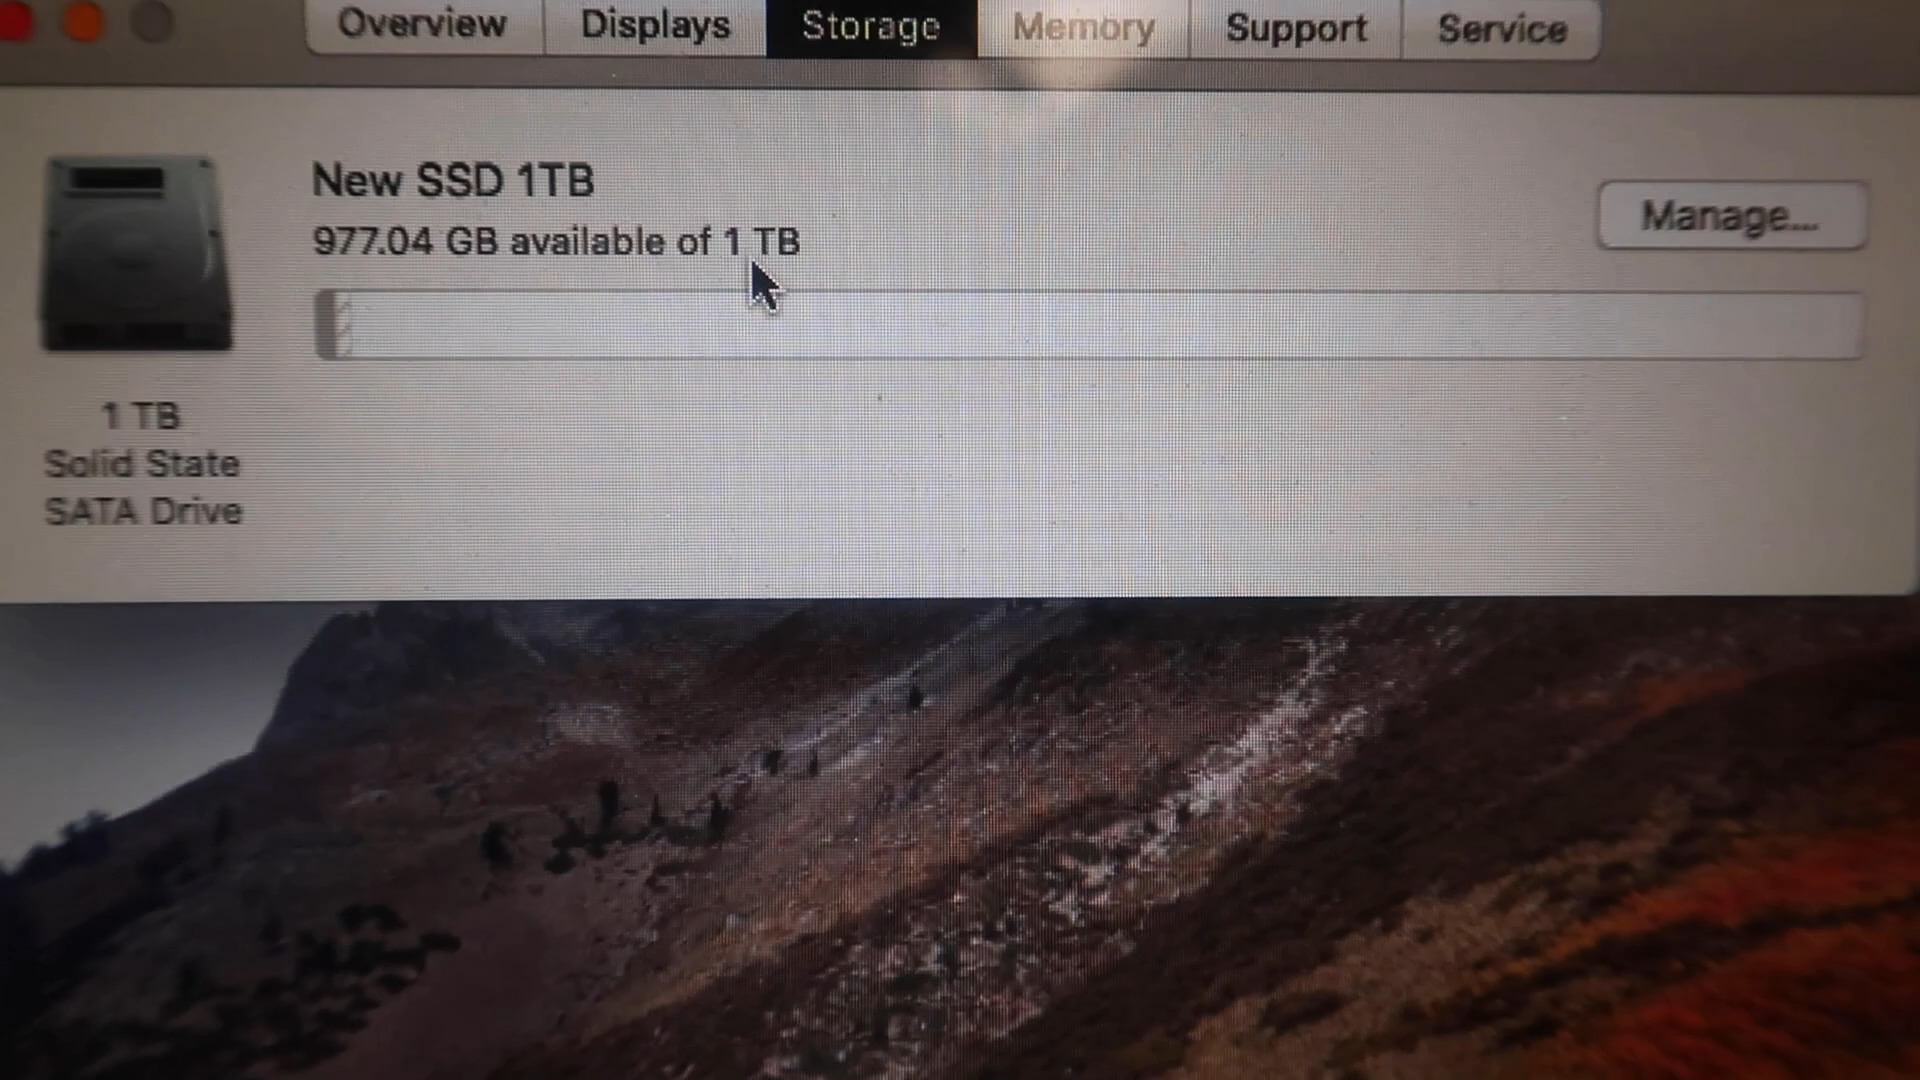 Overview Displays Storage Memory Support Service
New SSD 1TB
977.04 GB available of 1 TB
Manage...
1 TB
Solid State
SATA Drive